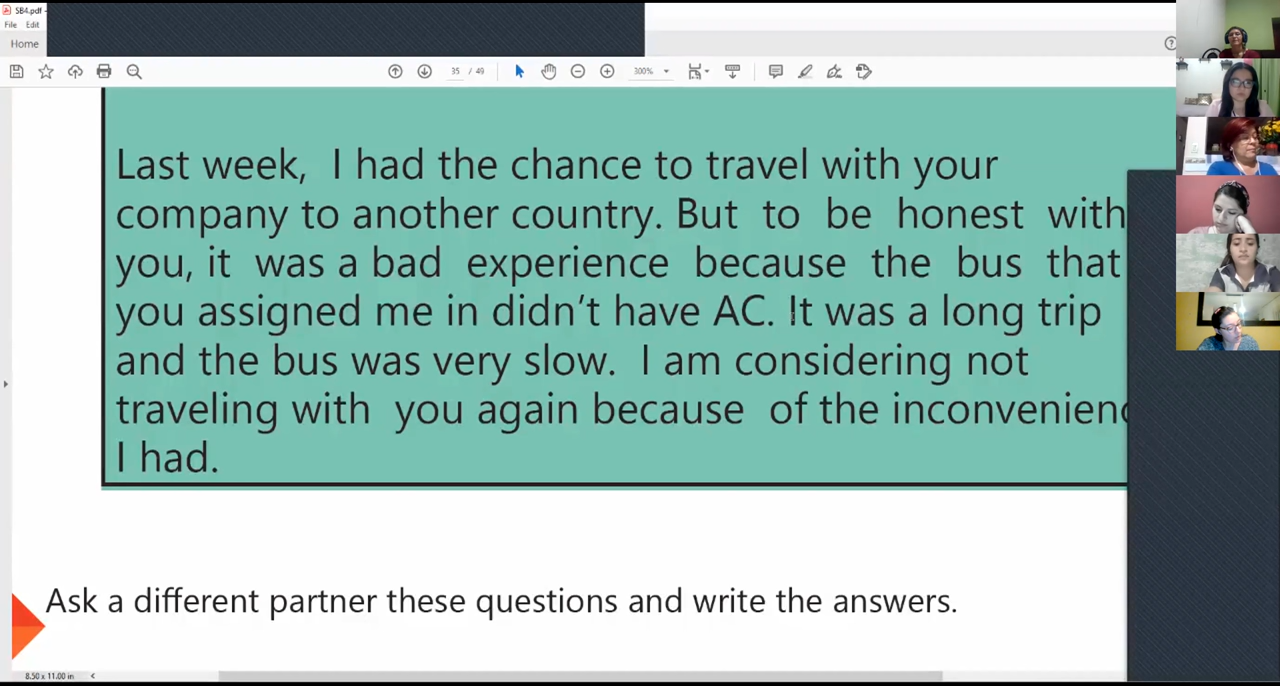 SB4.pdf -
File Edit
Home
35 / 49
300%
Last week, I had the chance to travel with your
company to another country. But to be honest with
you, it was a bad experience because the bus that
you assigned me in didn't have AC. It was a long trip
and the bus was very slow. I am considering not
traveling with you again because of the inconvenienc
I had.
Ask a different partner these questions and write the answers.
8.50 x 11.00 in